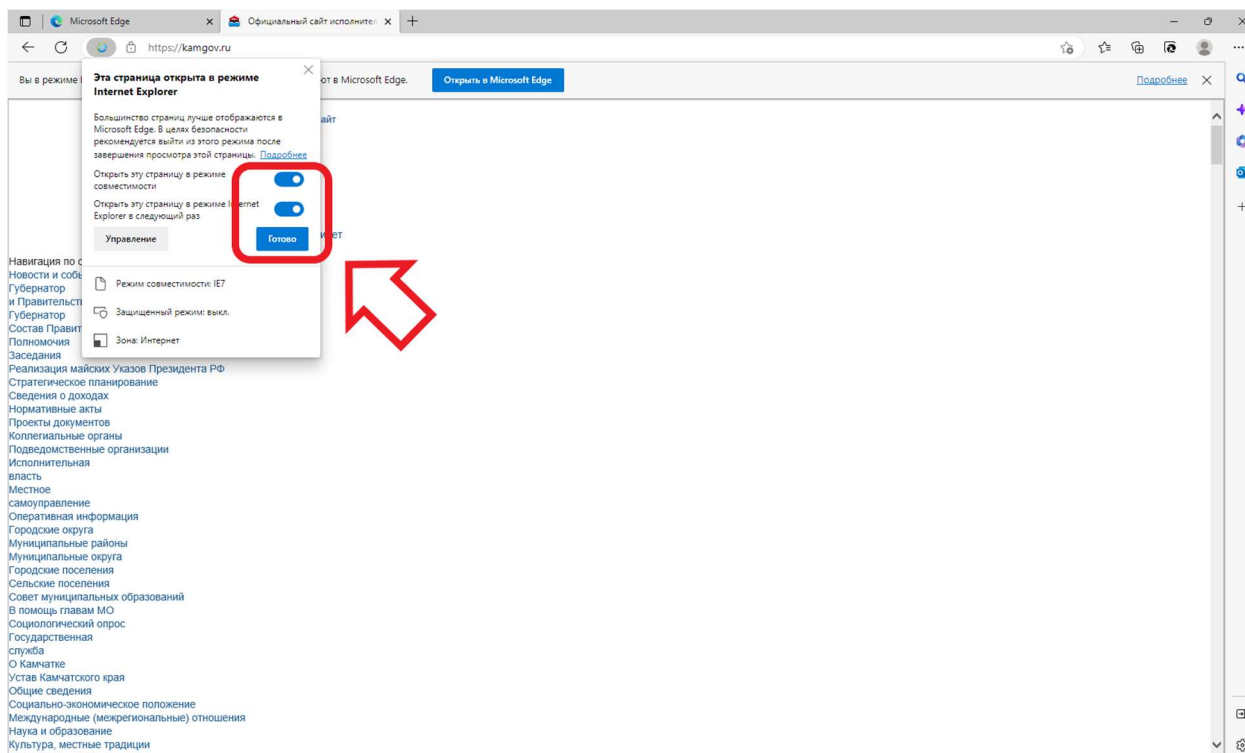 Microsoft Edge
Официальный сайт исполнител
https://kamgov.ru
Вы в режиме
ют в Microsoft Edge.
Открыть в Microsoft Edge
Подробнее
Эта страница открыта в режиме
Internet Explorer
Большинство страниц лучше отображаются в
Microsoft Edge. В целях безопасности
рекомендуется выйти из этого режима после
завершения просмотра этой страницы. Подробнее
Открыть эту страницу в режиме
совместимости
Открыть эту страницу в режиме Internet
Explorer в следующий раз
Управление
Готово
Режим совместимости: IE7
Защищенный режим: выкл.
Зона: Интернет
айт
Навигация по с
Новости и собы
Губернатор
и Правительст
Губернатор
Состав Правит
Полномочия
Заседания
Реализация майских Указов Президента РФ
Стратегическое планирование
Сведения о доходах
Нормативные акты
Проекты документов
Коллегиальные органы
Подведомственные организации
Исполнительная
власть
Местное
самоуправление
Оперативная информация
Городские округа
Муниципальные районы
Муниципальные округа
Городские поселения
Сельские поселения
Совет муниципальных образований
В помощь главам МО
Социологический опрос
Государственная
служба
О Камчатке
Устав Камчатского края
Общие сведения
Социально-экономическое положение
Международные (межрегиональные) отношения
Наука и образование
Культура, местные традиции